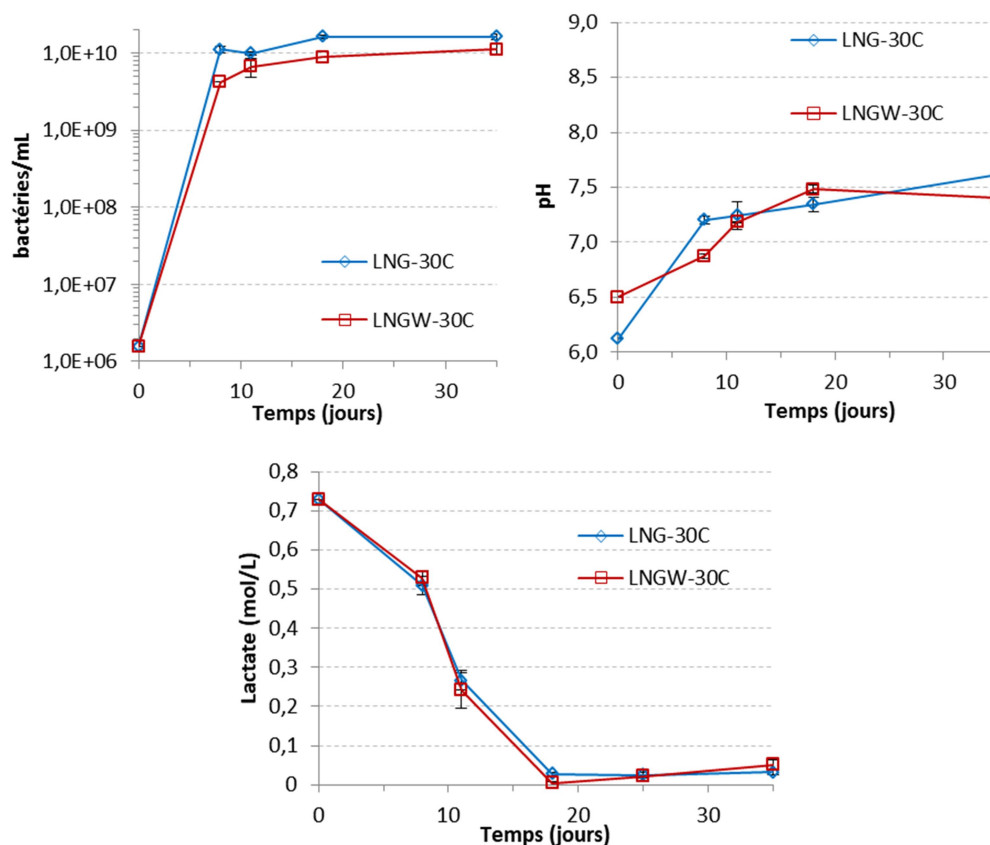 bactéries/mL
1,0E+10
1,0E+09
1,0E+08
1,0E+07
1,0E+06
LNG-30C
LNGW-30C
0
10
20
30
Temps (jours)
pH
9,0
8,5
8,0
7,5
7,0
6,5
6,0
LNG-30C
LNGW-30C
0
10
20
30
Temps (jours)
Lactate (mol/L)
0,8
0,7
0,6
0,5
0,4
0,3
0,2
0,1
0
LNG-30C
LNGW-30C
0
10
20
30
Temps (jours)